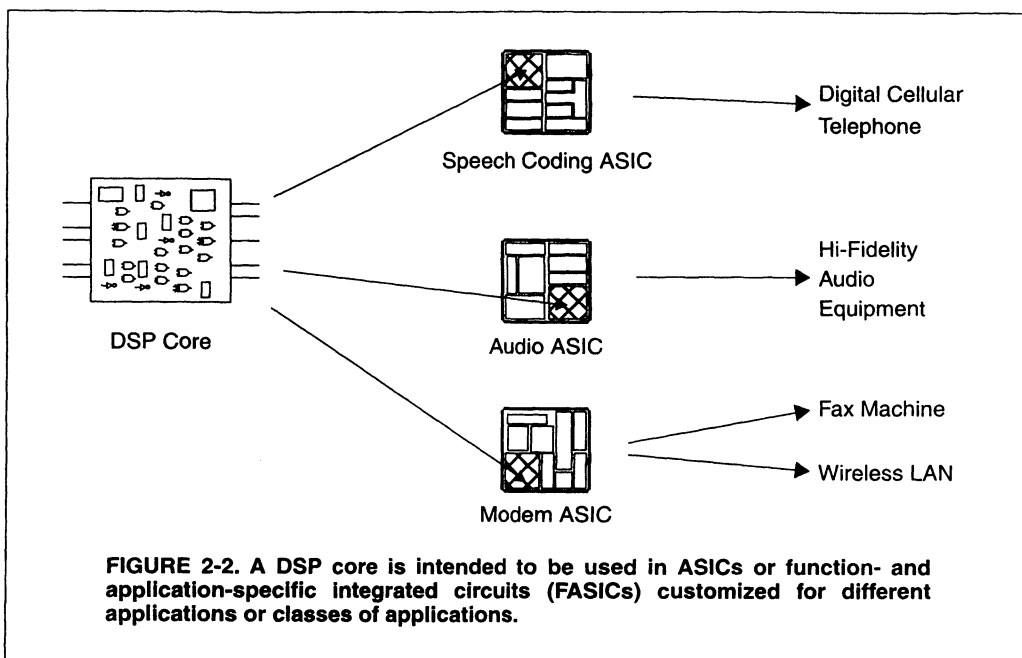 Speech Coding ASIC
Digital Cellular
Telephone
DSP Core
Audio ASIC
Hi-Fidelity
Audio
Equipment
Modem ASIC
Fax Machine
Wireless LAN
FIGURE 2-2. A DSP core is intended to be used in ASICs or function- and
application-specific integrated circuits (FASICs) customized for different
applications or classes of applications.